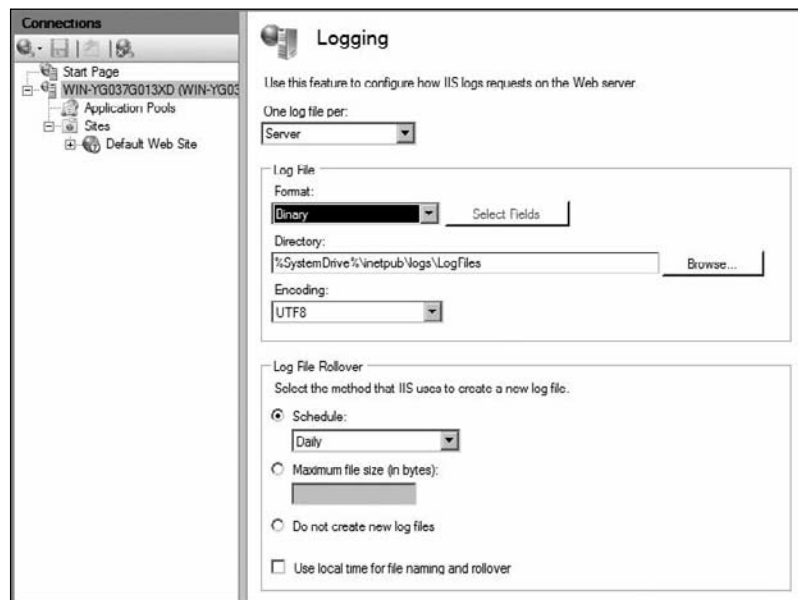 Connections
Start Page
WIN-YG037G013XD (WIN-YG03
Application Pools
Sites
Default Web Site
Logging
Use this feature to configure how IIS logs requests on the Web server
One log file per:
Server
Log File
Format:
Binary
Select Fields
Directory:
%SystemDrive%\inetpub\logs\LogFiles
Browse...
Encoding:
UTF8
Log File Rollover
Select the method that IIS uses to create a new log file.
Schedule:
Daily
Maximum file size (in bytes):
Do not create new log files
Use local time for file naming and rollover